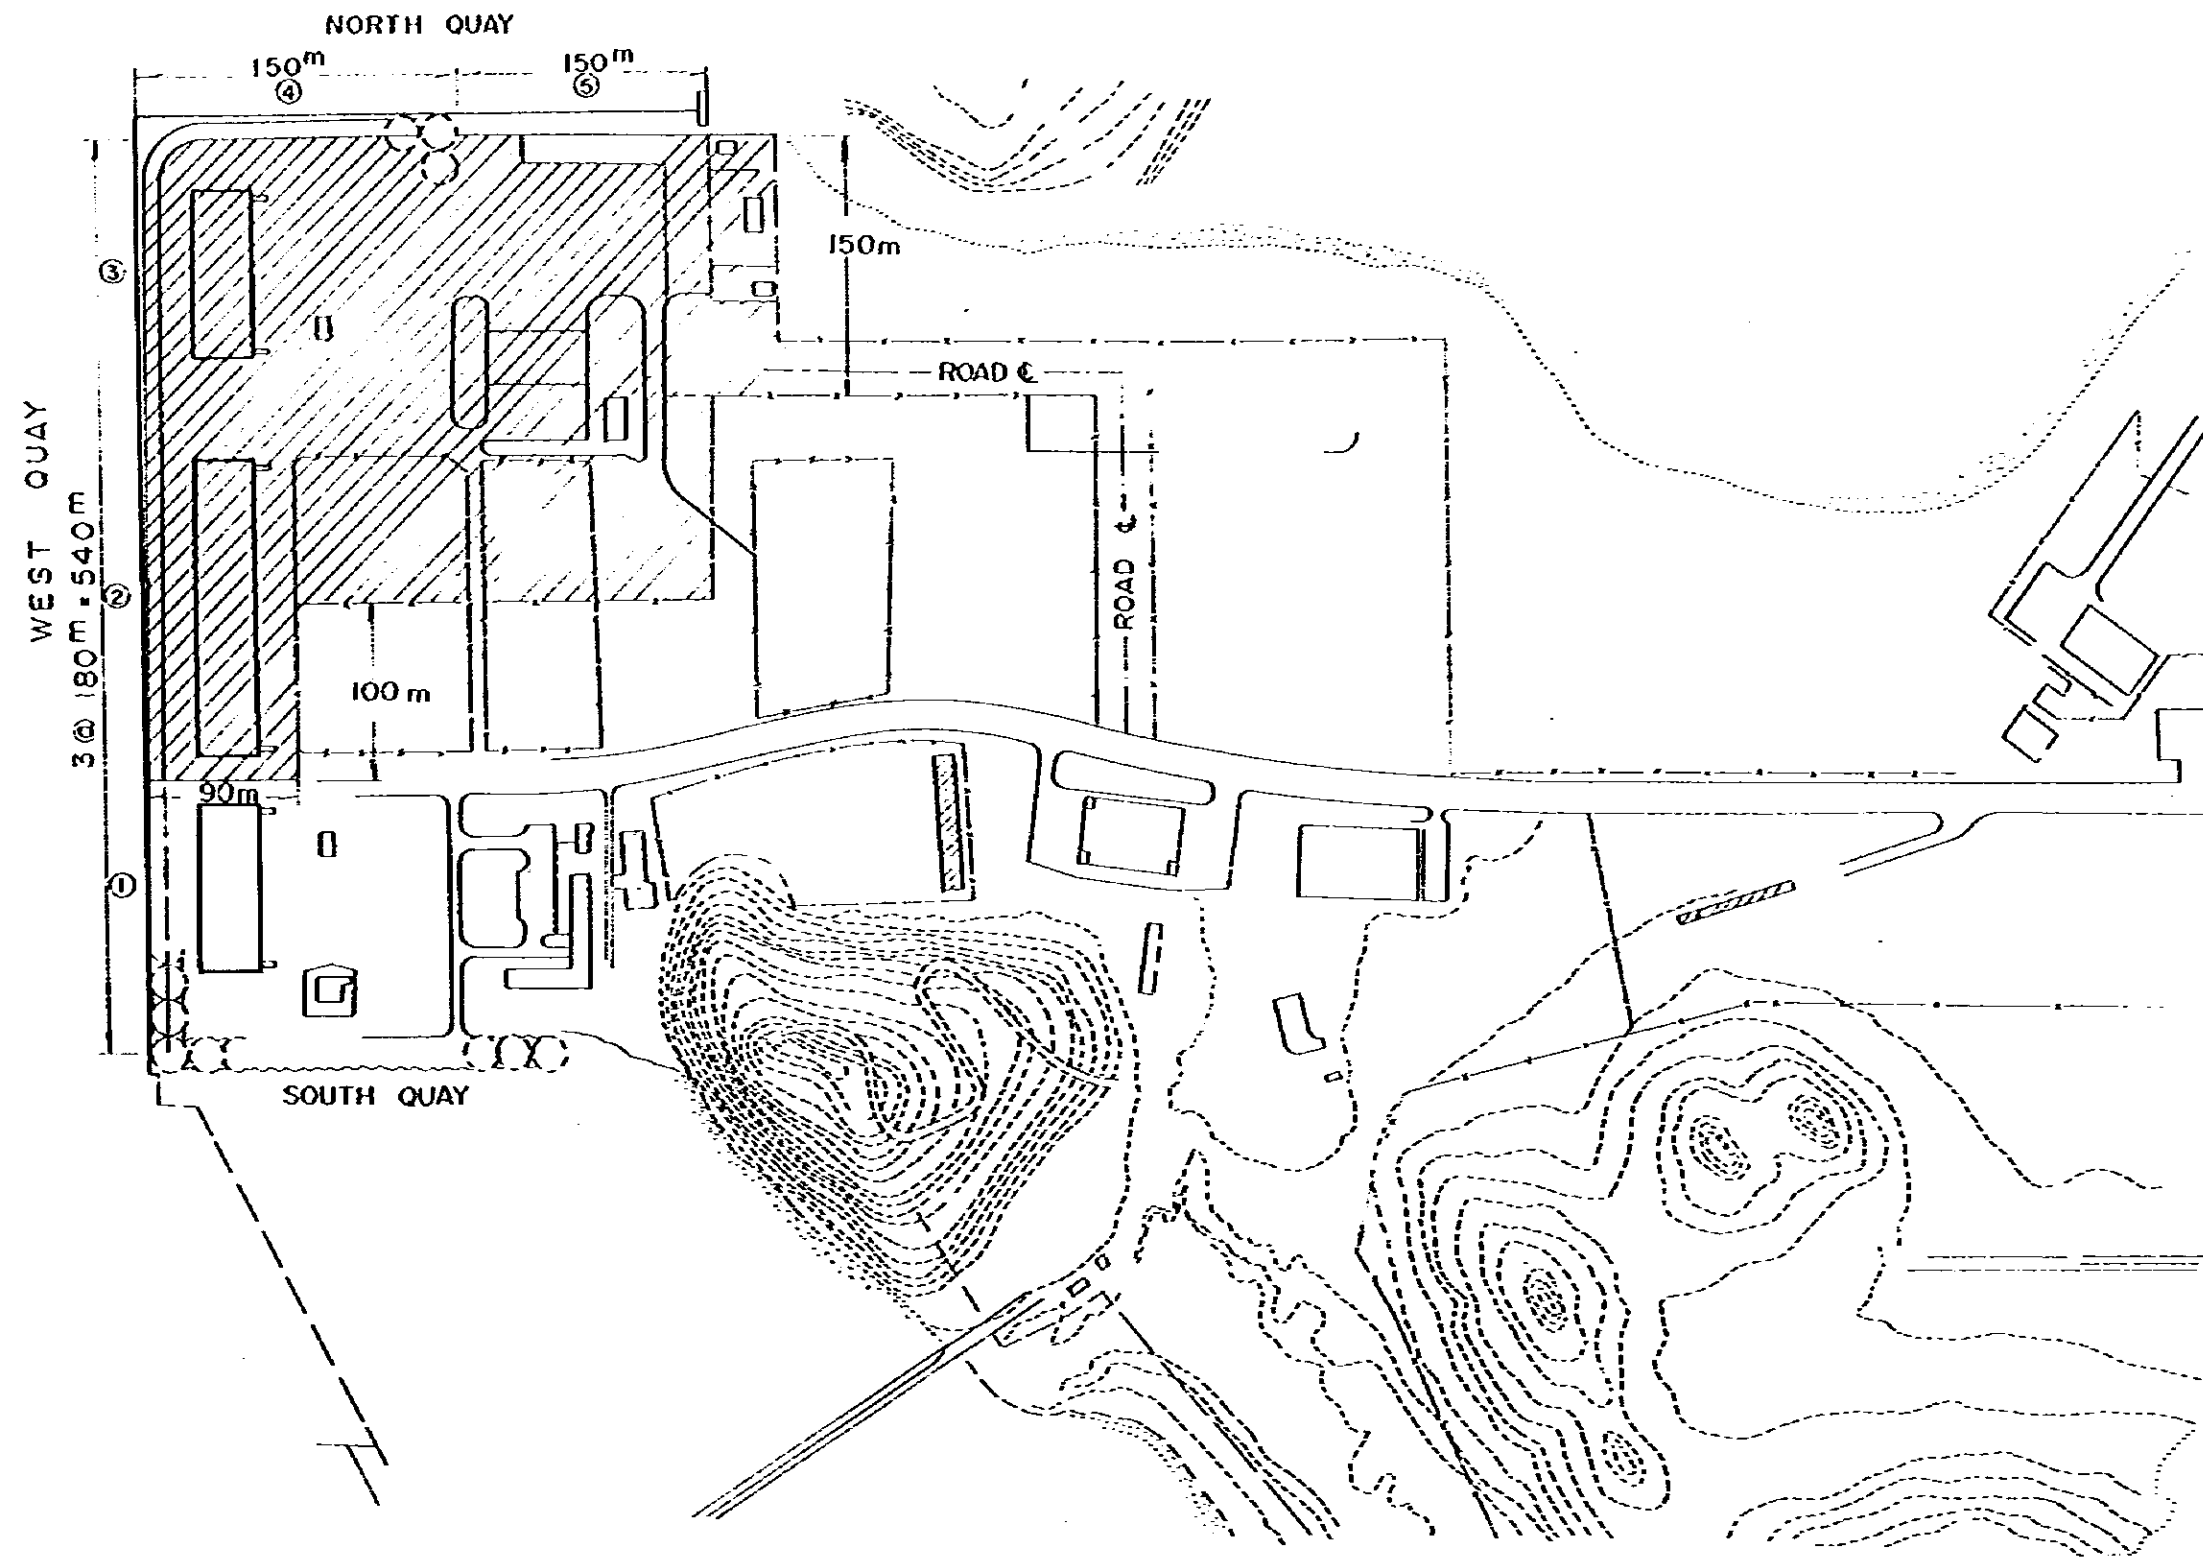 NORTH QUAY
150m 150m
④ ⑤
150m
③
ROAD ℄
WEST QUAY
3 @ 180m = 540m
②
ROAD ℄
100 m
90m
①
SOUTH QUAY